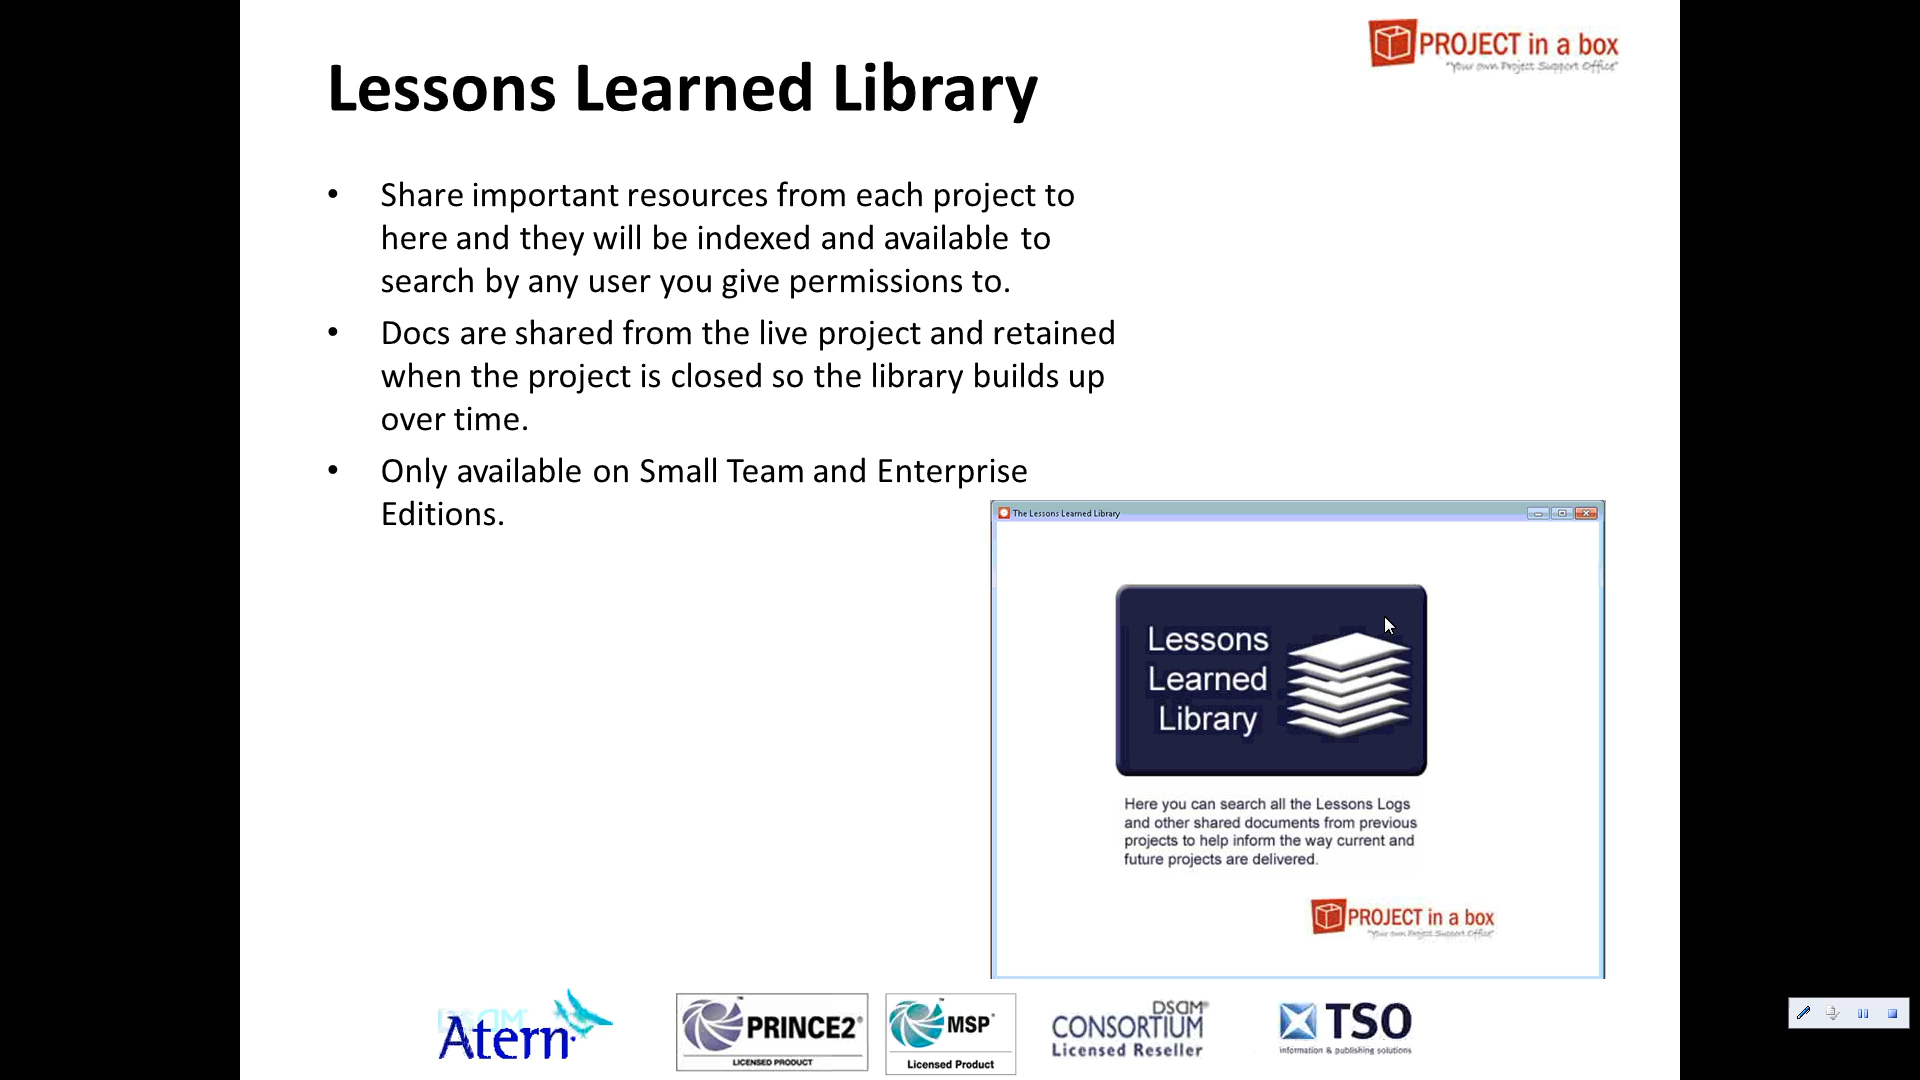 PROJECT in a box
"Your own Project Support Office"
Lessons Learned Library
• Share important resources from each project to
here and they will be indexed and available to
search by any user you give permissions to.
• Docs are shared from the live project and retained
when the project is closed so the library builds up
over time.
• Only available on Small Team and Enterprise
Editions.
The Lessons Learned Library
Lessons
Learned
Library
Here you can search all the Lessons Logs
and other shared documents from previous
projects to help inform the way current and
future projects are delivered.
PROJECT in a box
"Your own Project Support Office"
DSDM
Atern
PRINCE2®
LICENSED PRODUCT
MSP®
Licensed Product
DSDM®
CONSORTIUM
Licensed Reseller
TSO
information & publishing solutions